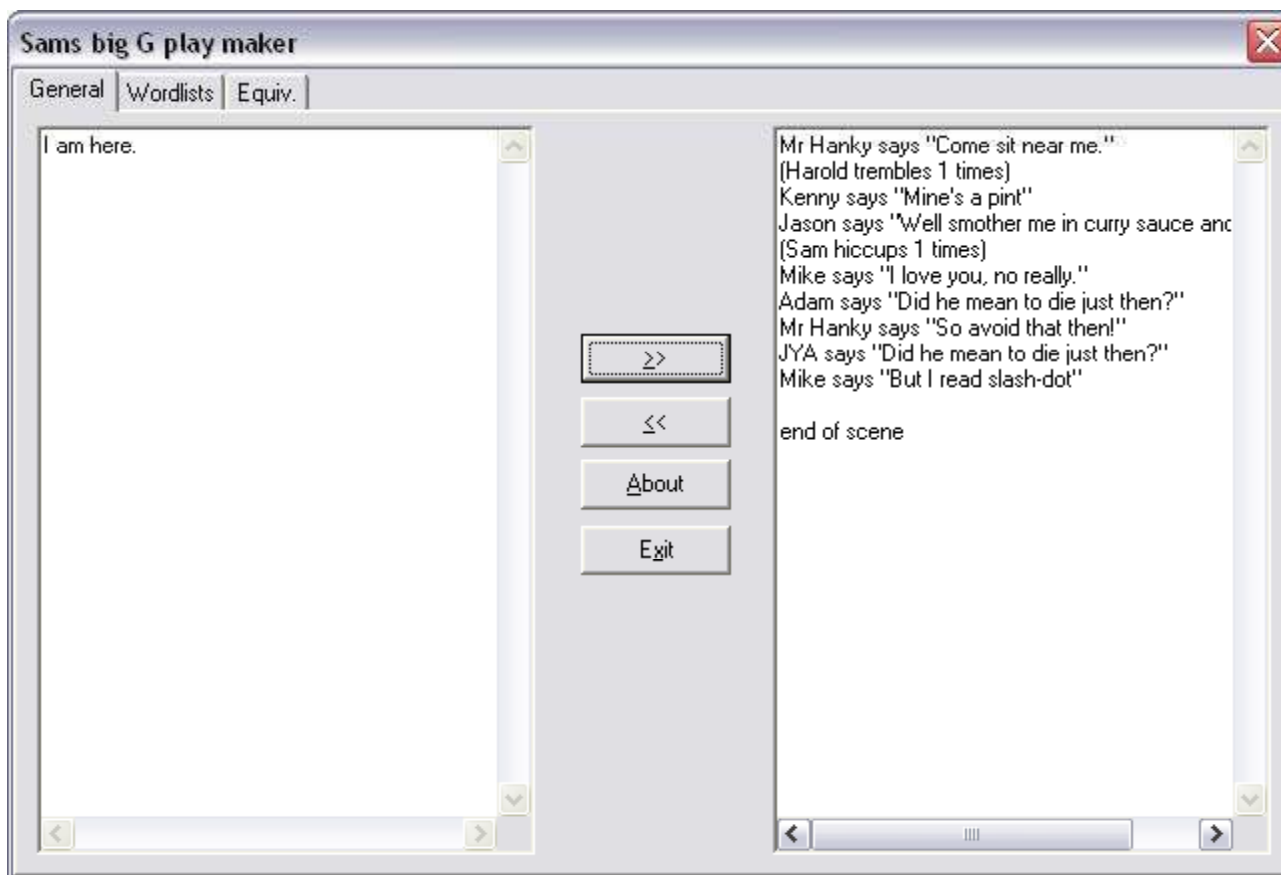 Sams big G play maker
General
Wordlists
Equiv.
I am here.
>>
<<
About
Exit
Mr Hanky says "Come sit near me."
(Harold trembles 1 times)
Kenny says "Mine's a pint"
Jason says "Well smother me in curry sauce and
(Sam hiccups 1 times)
Mike says "I love you, no really."
Adam says "Did he mean to die just then?"
Mr Hanky says "So avoid that then!"
JYA says "Did he mean to die just then?"
Mike says "But I read slash-dot"
end of scene